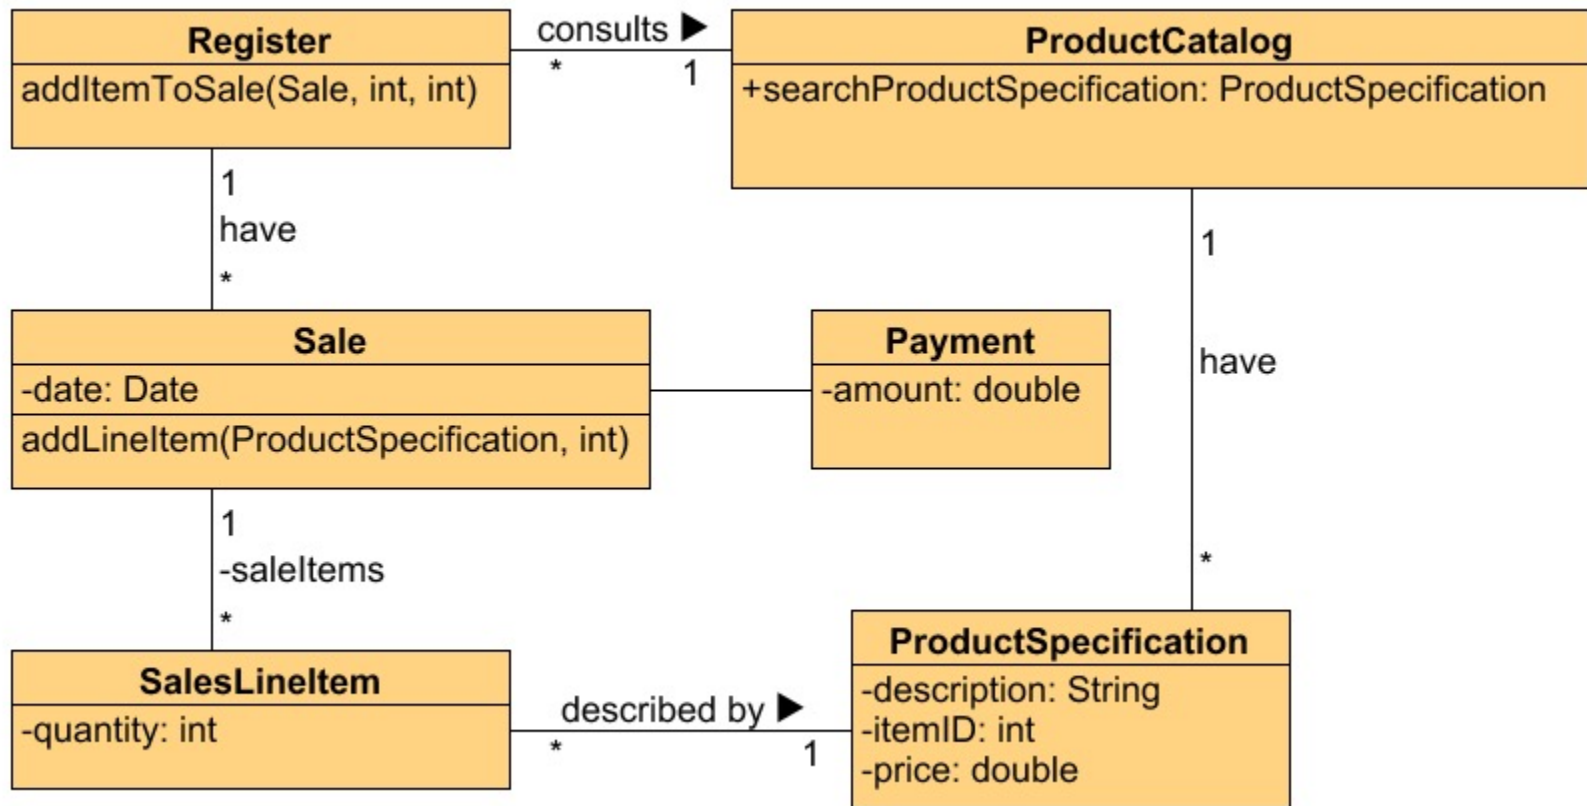 Register
addItemToSale(Sale, int, int)
consults ▶
*
1
ProductCatalog
+searchProductSpecification: ProductSpecification
1
have
*
Sale
-date: Date
addLineItem(ProductSpecification, int)
Payment
-amount: double
1
have
*
1
-saleItems
*
SalesLineItem
-quantity: int
described by ▶
*
1
ProductSpecification
-description: String
-itemID: int
-price: double